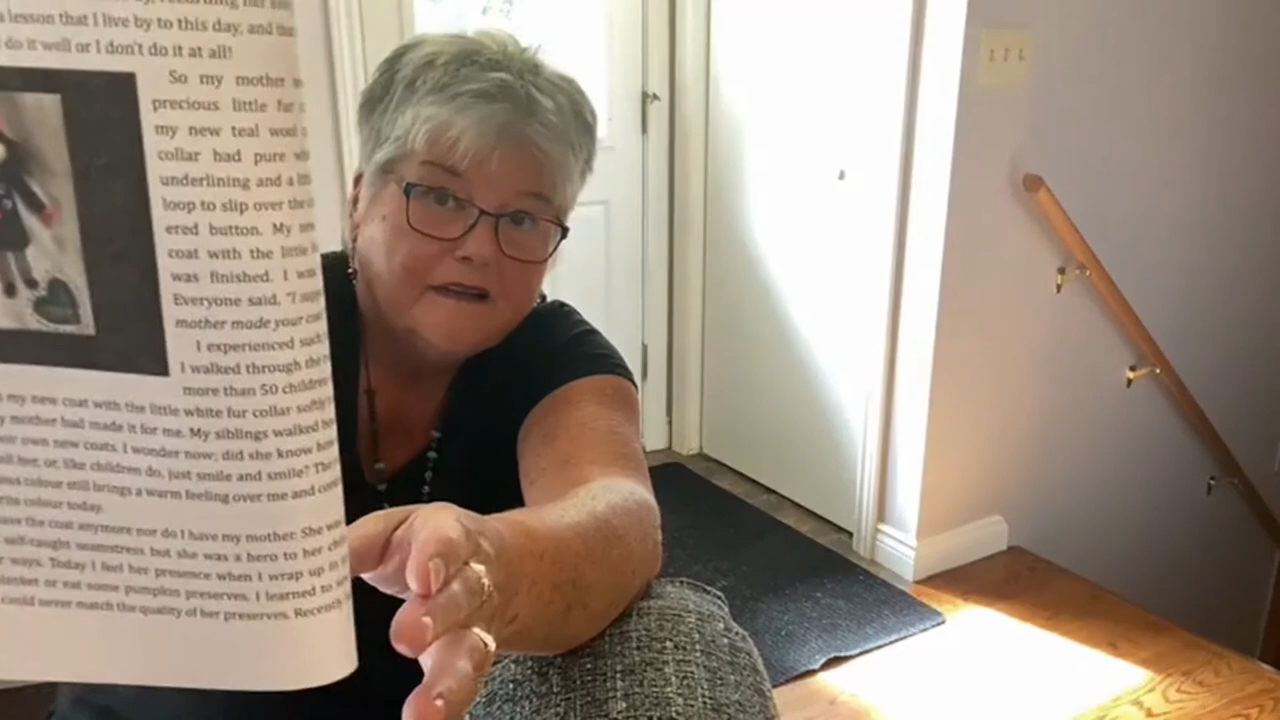 lesson that I live by to this day, and that
do it well or I don't do it at all!
So my mother
precious little fur
my new teal wool
collar had pure
underlining and a
loop to slip over the
ered button. My
coat with the little
was finished. I was
Everyone said, "I
mother made your
I experienced such
I walked through the
more than 50 children
my new coat with the little white fur collar softly
mother had made it for me. My siblings walked
own new coats. I wonder now; did she know
or, like children do, just smile and smile?
colour still brings a warm feeling over me and
colour today.
the coat anymore nor do I have my mother. She was
self-taught seamstress but she was a hero to her
ways. Today I feel her presence when I wrap up in
blanket or eat some pumpkin preserves. I learned to
could never match the quality of her preserves. Recently